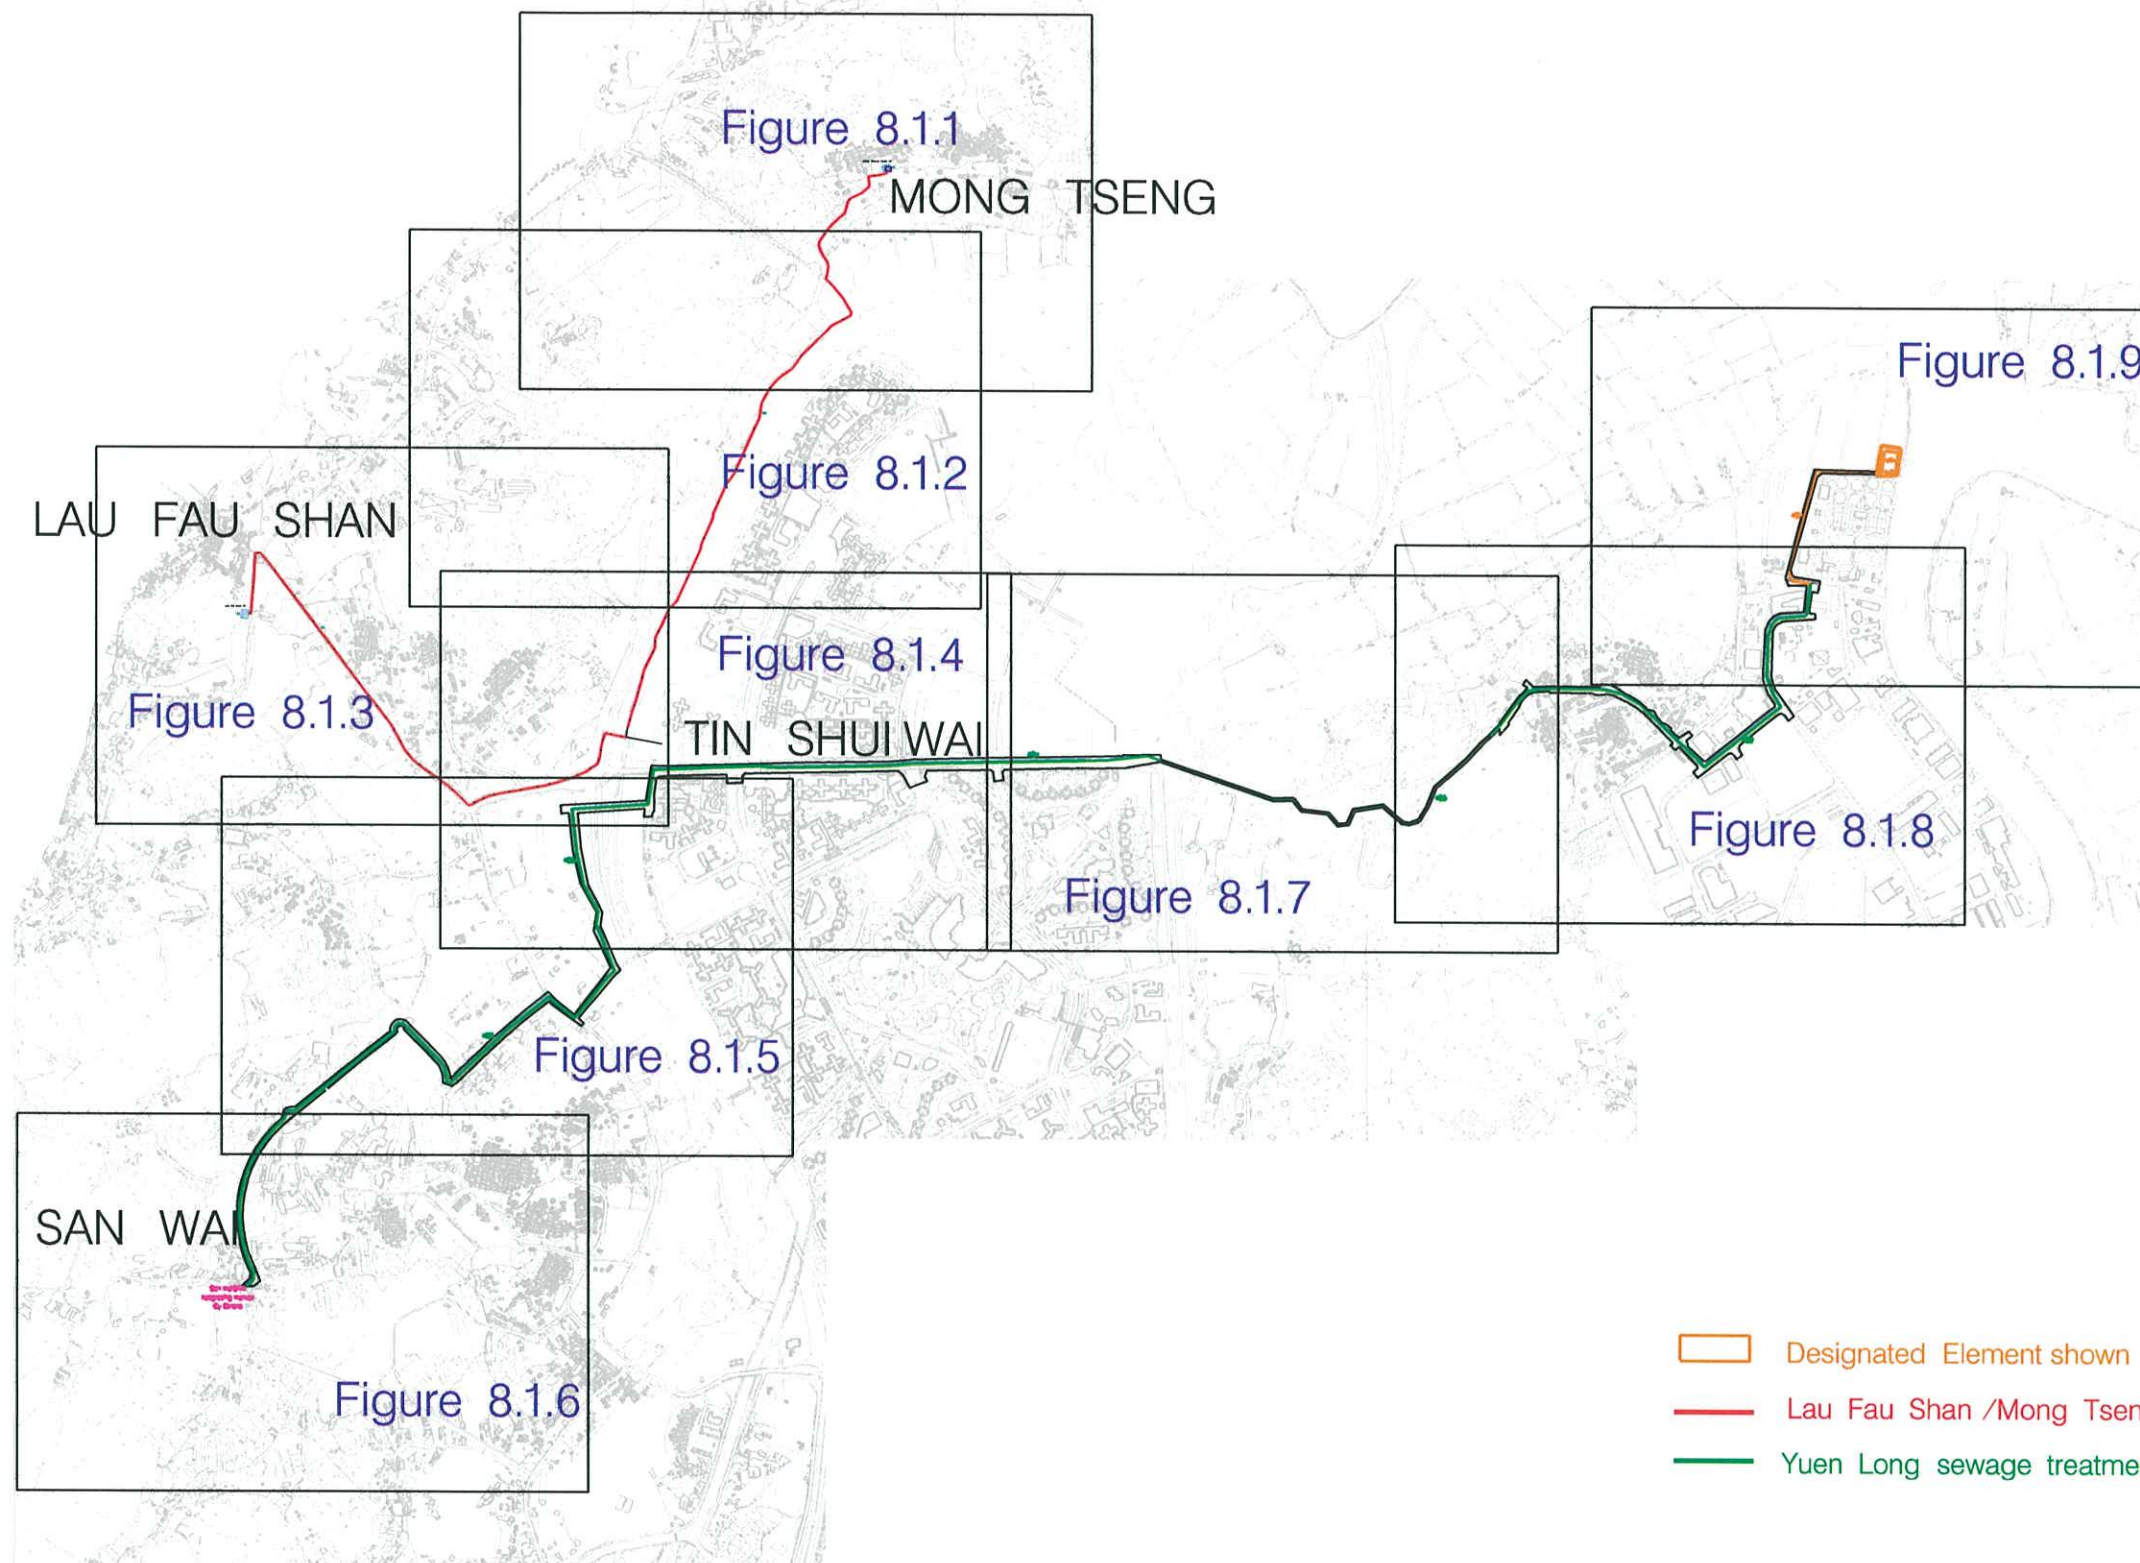 Figure 8.1.1
MONG TSENG
Figure 8.1.9
Figure 8.1.2
LAU FAU SHAN
Figure 8.1.4
Figure 8.1.3
TIN SHUI WAI
Figure 8.1.8
Figure 8.1.7
Figure 8.1.5
SAN WAI
Figure 8.1.6
Designated Element shown
Lau Fau Shan /Mong Tsen
Yuen Long sewage treatme